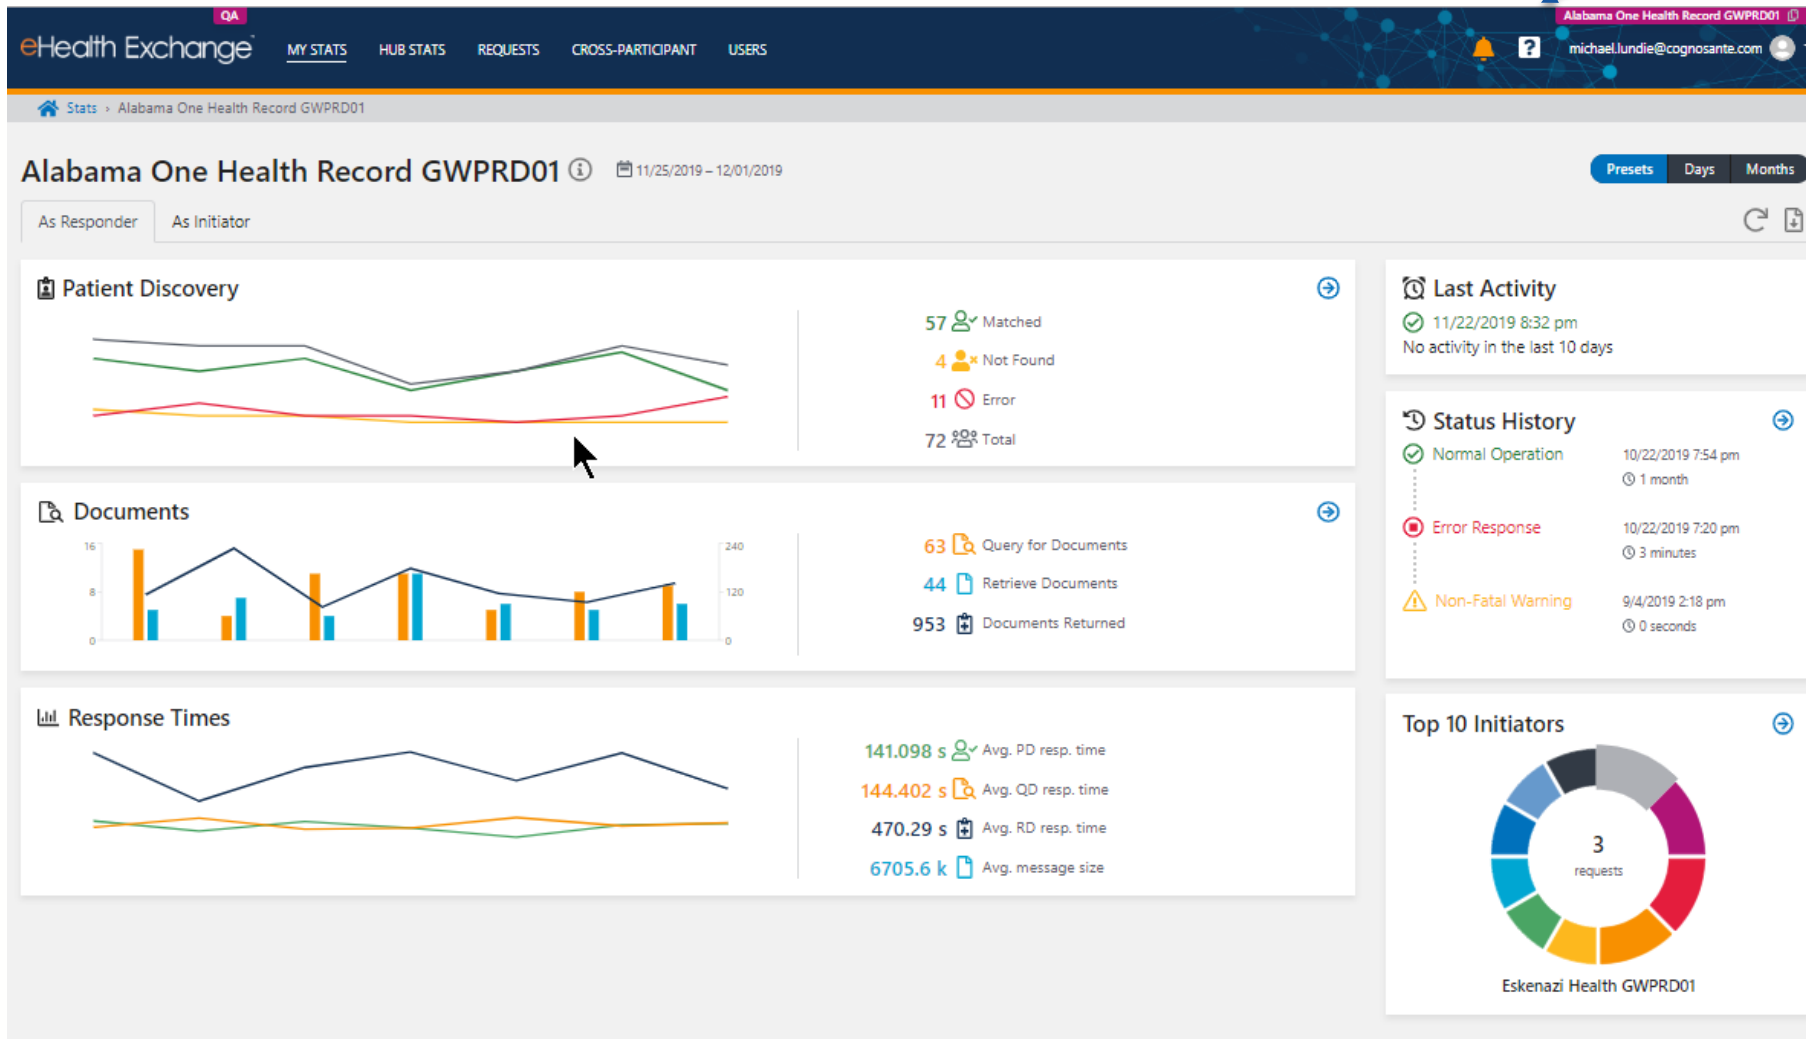 QA
Alabama One Health Record GWPRD01
eHealth Exchange
MY STATS
HUB STATS
REQUESTS
CROSS-PARTICIPANT
USERS
?
michael.lundie@cognosante.com
Stats › Alabama One Health Record GWPRD01
Alabama One Health Record GWPRD01
11/25/2019 – 12/01/2019
Presets
Days
Months
As Responder
As Initiator
Patient Discovery
57 Matched
4 Not Found
11 Error
72 Total
Documents
16
8
0
240
120
0
63 Query for Documents
44 Retrieve Documents
953 Documents Returned
Response Times
141.098 s Avg. PD resp. time
144.402 s Avg. QD resp. time
470.29 s Avg. RD resp. time
6705.6 k Avg. message size
Last Activity
11/22/2019 8:32 pm
No activity in the last 10 days
Status History
Normal Operation
10/22/2019 7:54 pm
1 month
Error Response
10/22/2019 7:20 pm
3 minutes
Non-Fatal Warning
9/4/2019 2:18 pm
0 seconds
Top 10 Initiators
3
requests
Eskenazi Health GWPRD01